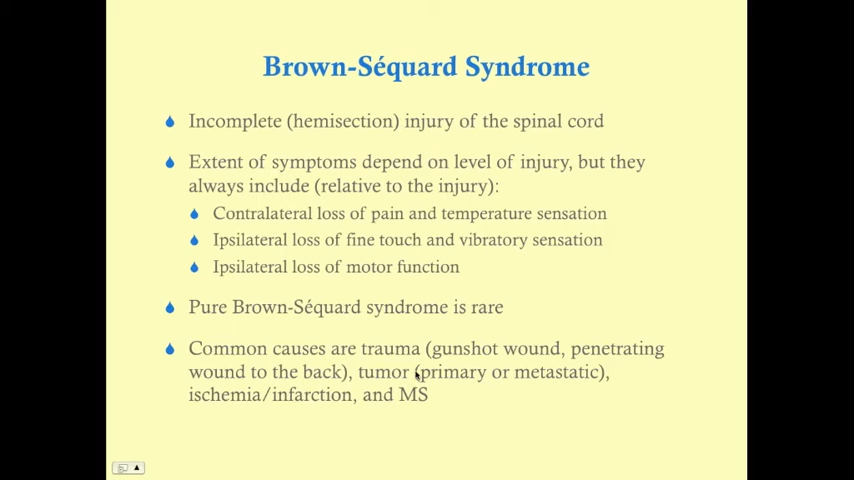 Brown-Séquard Syndrome
Incomplete (hemisection) injury of the spinal cord
Extent of symptoms depend on level of injury, but they
always include (relative to the injury):
Contralateral loss of pain and temperature sensation
Ipsilateral loss of fine touch and vibratory sensation
Ipsilateral loss of motor function
Pure Brown-Séquard syndrome is rare
Common causes are trauma (gunshot wound, penetrating
wound to the back), tumor (primary or metastatic),
ischemia/infarction, and MS